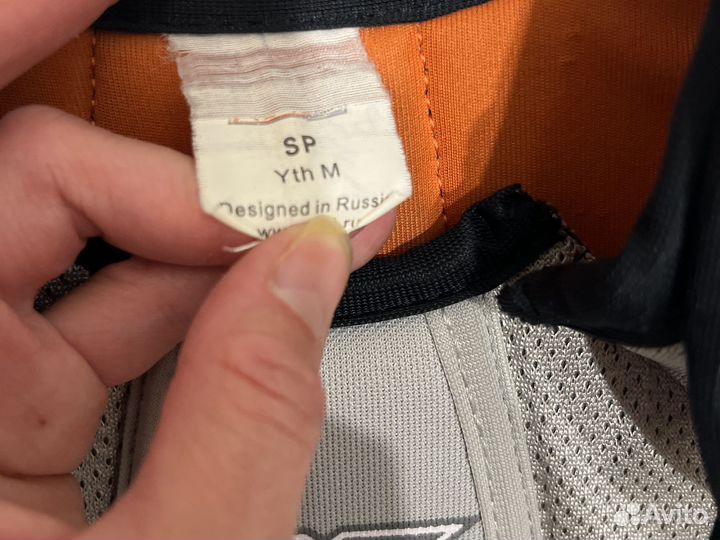 SP
Yth M
Designed in Russia
Avito